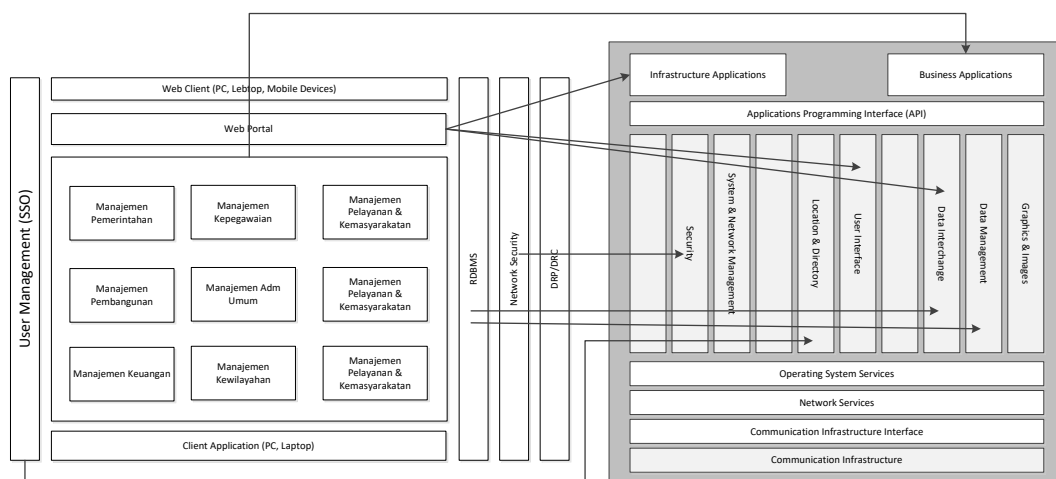 User Management (SSO)
Web Client (PC, Lebtop, Mobile Devices)
Web Portal
Manajemen
Pemerintahan
Manajemen
Kepegawaian
Manajemen
Pelayanan &
Kemasyarakatan
Manajemen
Pembangunan
Manajemen Adm
Umum
Manajemen
Pelayanan &
Kemasyarakatan
Manajemen Keuangan
Manajemen
Kewilayahan
Manajemen
Pelayanan &
Kemasyarakatan
Client Application (PC, Laptop)
RDBMS
Network Security
DRP/DRC
Infrastructure Applications
Business Applications
Applications Programming Interface (API)
Security
System & Network Management
Location & Directory
User Interface
Data Interchange
Data Management
Graphics & Images
Operating System Services
Network Services
Communication Infrastructure Interface
Communication Infrastructure